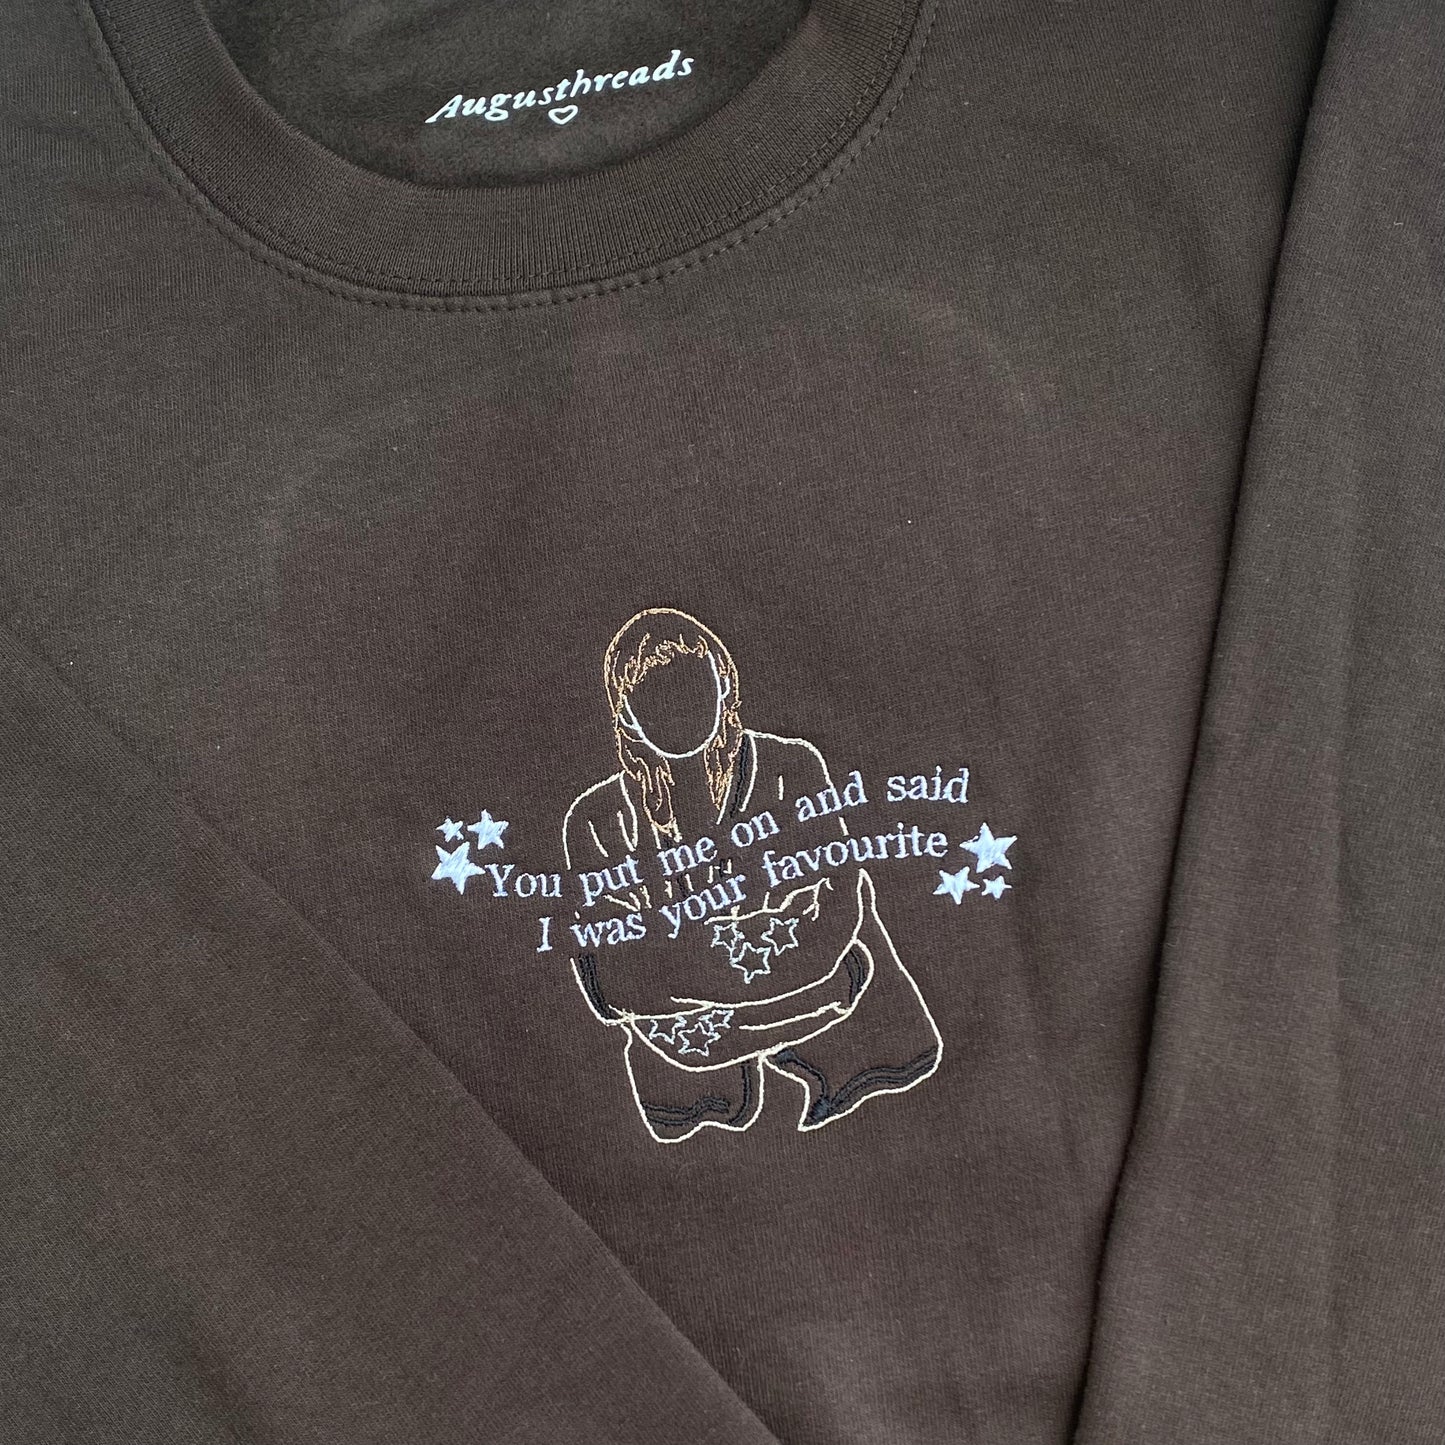 Augusthreads
You put me on and said
I was your favourite